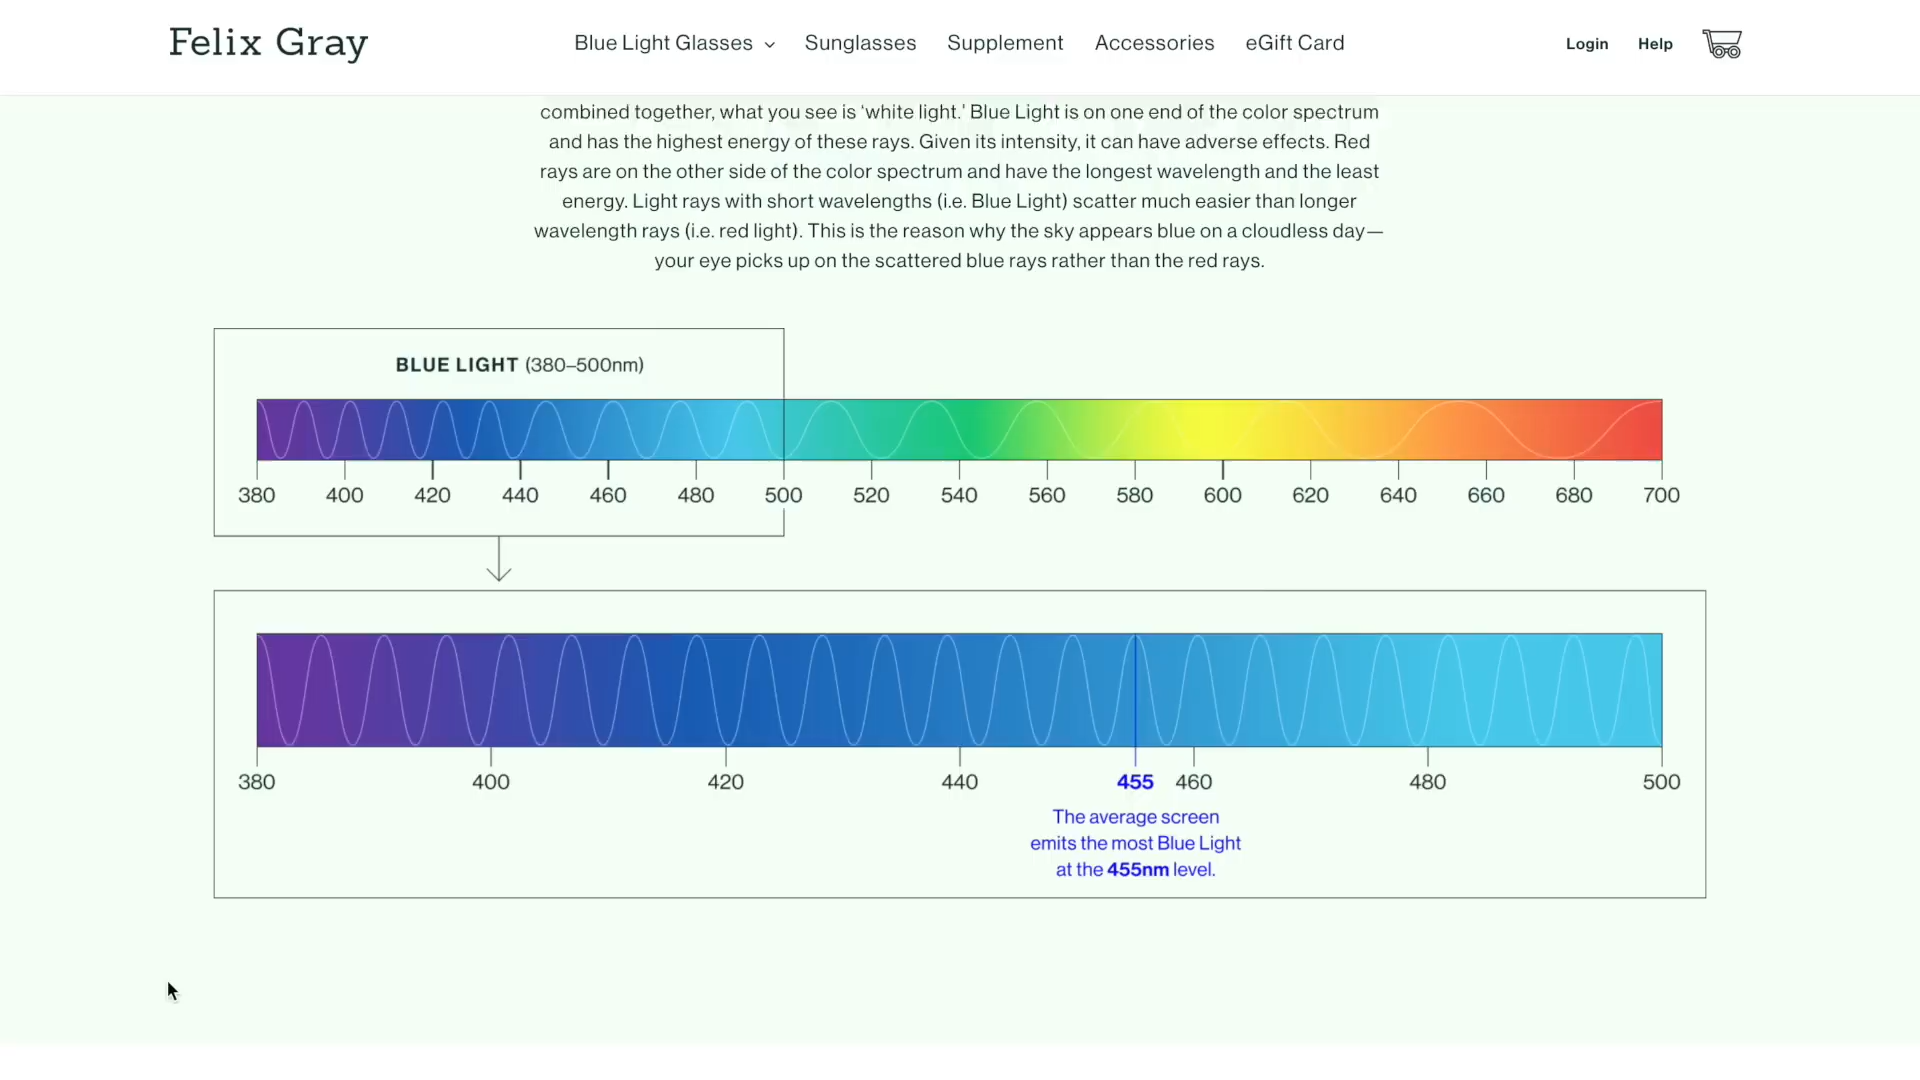 Felix Gray
Blue Light Glasses Sunglasses Supplement Accessories eGift Card
Login Help
combined together, what you see is ‘white light.’ Blue Light is on one end of the color spectrum
and has the highest energy of these rays. Given its intensity, it can have adverse effects. Red
rays are on the other side of the color spectrum and have the longest wavelength and the least
energy. Light rays with short wavelengths (i.e. Blue Light) scatter much easier than longer
wavelength rays (i.e. red light). This is the reason why the sky appears blue on a cloudless day—
your eye picks up on the scattered blue rays rather than the red rays.
BLUE LIGHT (380–500nm)
380 400 420 440 460 480 500 520 540 560 580 600 620 640 660 680 700
380 400 420 440 455 460 480 500
The average screen
emits the most Blue Light
at the 455nm level.